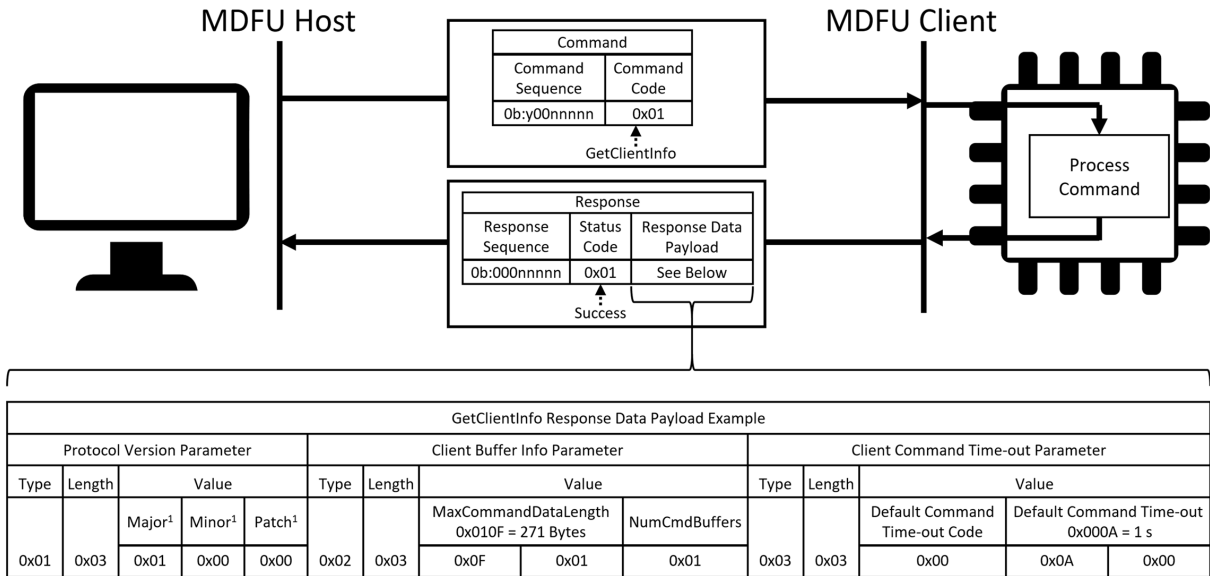 MDFU Host
MDFU Client
Command
Command Sequence
Command Code
0b:y00nnnnn
0x01
GetClientInfo
Process Command
Response
Response Sequence
Status Code
Response Data Payload
0b:000nnnnn
0x01
See Below
Success
GetClientInfo Response Data Payload Example
Protocol Version Parameter
Client Buffer Info Parameter
Client Command Time-out Parameter
Type Length Value Type Length Value Type Length Value
Major¹ Minor¹ Patch¹
MaxCommandDataLength
0x010F = 271 Bytes
NumCmdBuffers
Default Command
Time-out Code
Default Command Time-out
0x000A = 1 s
0x01 0x03 0x01 0x00 0x00 0x02 0x03 0x0F 0x01 0x01 0x03 0x03 0x00 0x0A 0x00